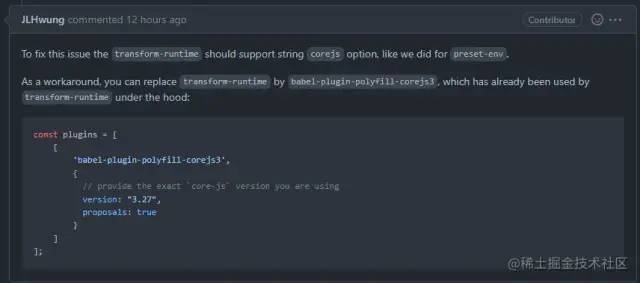 JLHwung commented 12 hours ago
Contributor
To fix this issue the transform-runtime should support string corejs option, like we did for preset-env.
As a workaround, you can replace transform-runtime by babel-plugin-polyfill-corejs3, which has already been used by
transform-runtime under the hood:
const plugins = [
[
'babel-plugin-polyfill-corejs3',
{
// provide the exact `core-js` version you are using
version: "3.27",
proposals: true
}
]
];
@稀土掘金技术社区